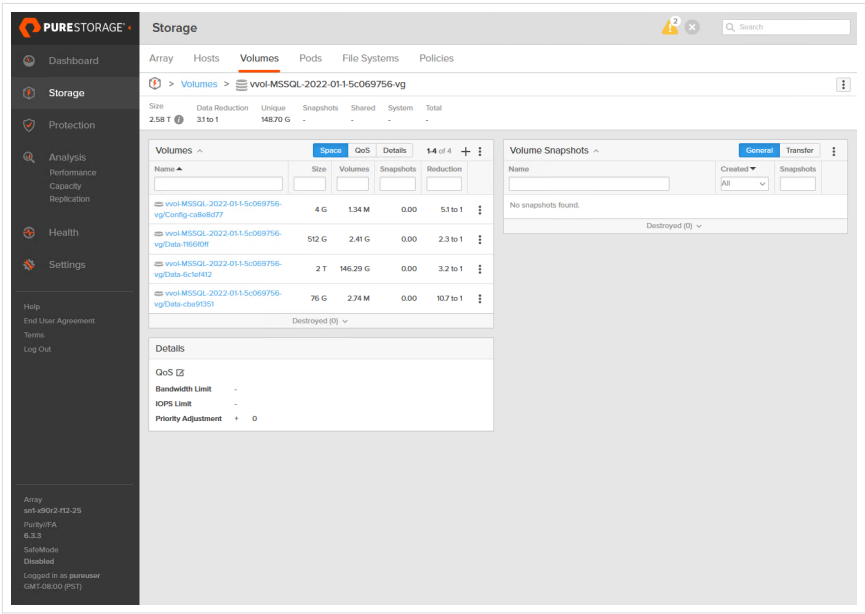 PURESTORAGE®
Storage
2
Search
Dashboard
Storage
Protection
Analysis
Performance
Capacity
Replication
Health
Settings
Help
End User Agreement
Terms
Log Out
Array
sn1-x90r2-f12-25
Purity//FA
6.3.3
SafeMode
Disabled
Logged in as pureuser
GMT-08:00 (PST)
Array Hosts Volumes Pods File Systems Policies
> Volumes > vvol-MSSQL-2022-01-1-5c069756-vg
Size Data Reduction Unique Snapshots Shared System Total
2.58 T 3.1 to 1 148.70 G - - - -
Volumes Space QoS Details 1-4 of 4 +
Name Size Volumes Snapshots Reduction
vvol-MSSQL-2022-01-1-5c069756-
vg/Config-ca8e8d77 4 G 1.34 M 0.00 5.1 to 1
vvol-MSSQL-2022-01-1-5c069756-
vg/Data-1166f0ff 512 G 2.41 G 0.00 2.3 to 1
vvol-MSSQL-2022-01-1-5c069756-
vg/Data-6c1ef412 2 T 146.29 G 0.00 3.2 to 1
vvol-MSSQL-2022-01-1-5c069756-
vg/Data-cba91351 76 G 2.74 M 0.00 10.7 to 1
Destroyed (0)
Details
QoS
Bandwidth Limit -
IOPS Limit -
Priority Adjustment + 0
Volume Snapshots General Transfer
Name Created Snapshots
All
No snapshots found.
Destroyed (0)